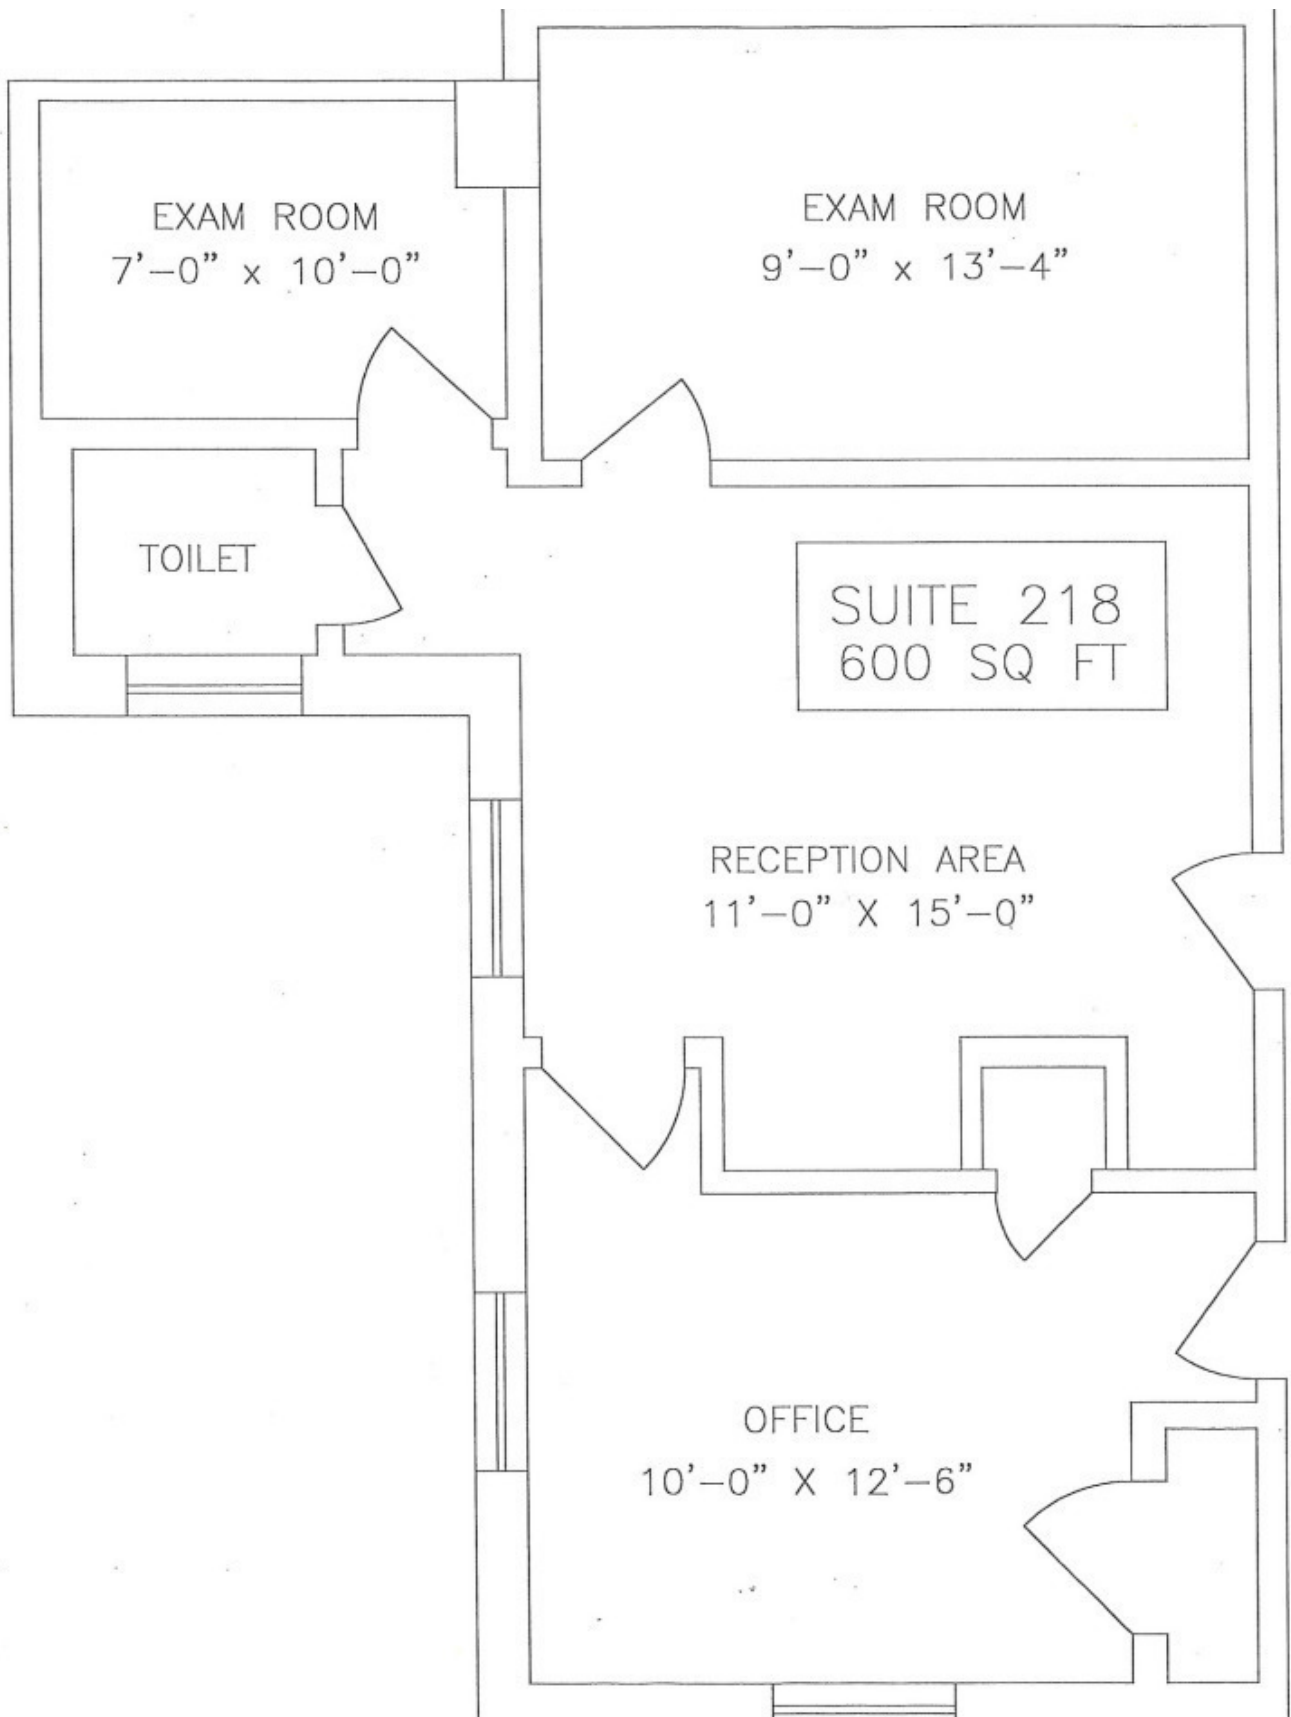 EXAM ROOM
7'-0" x 10'-0"
EXAM ROOM
9'-0" x 13'-4"
TOILET
SUITE 218
600 SQ FT
RECEPTION AREA
11'-0" X 15'-0"
OFFICE
10'-0" X 12'-6"